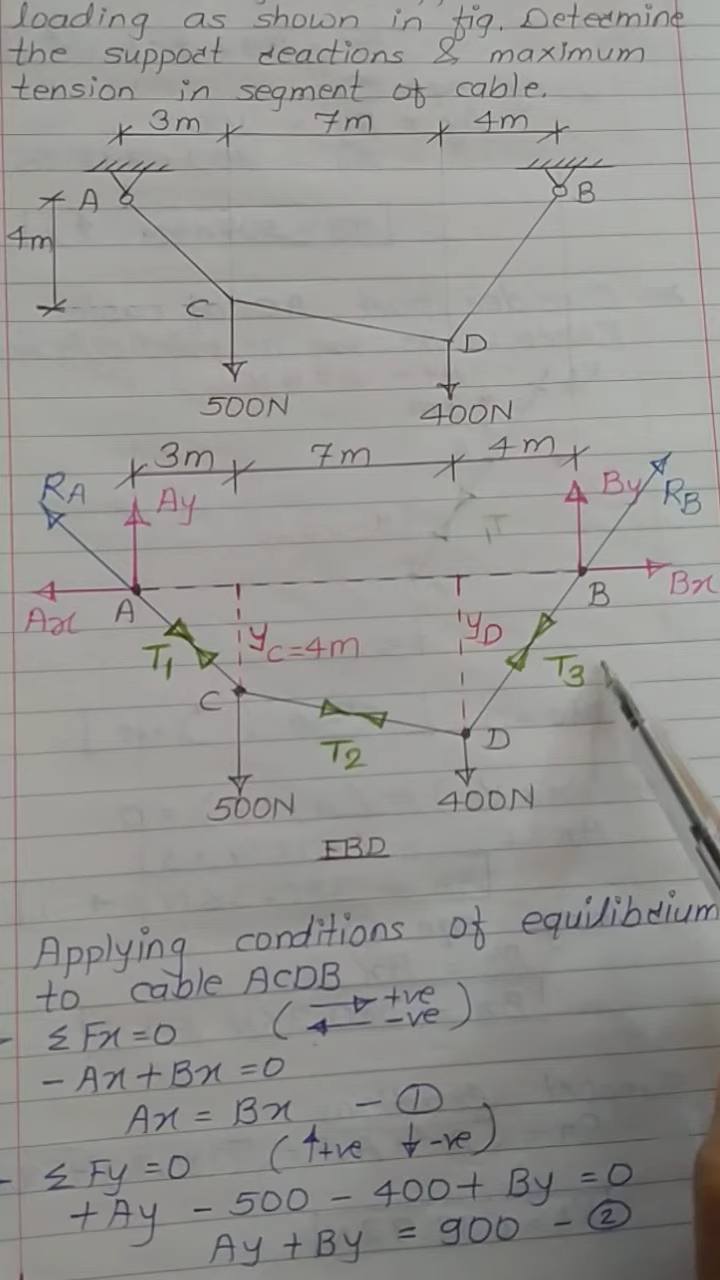 loading as shown in fig. Determine
the support reactions & maximum
tension in segment of cable.
3m 7m 4m
A B
4m
C
D
500N 400N
3m 7m 4m
RA Ay By RB
Ax A B Bx
T1 yC=4m yD T3
C D
T2
500N 400N
FBD
Applying conditions of equilibrium
to cable ACDB
ΣFx=0 (→ +ve ← -ve)
-Ax+Bx=0
Ax = Bx - ①
ΣFy=0 (↑+ve ↓-ve)
+Ay - 500 - 400+ By =0
Ay + By = 900 - ②